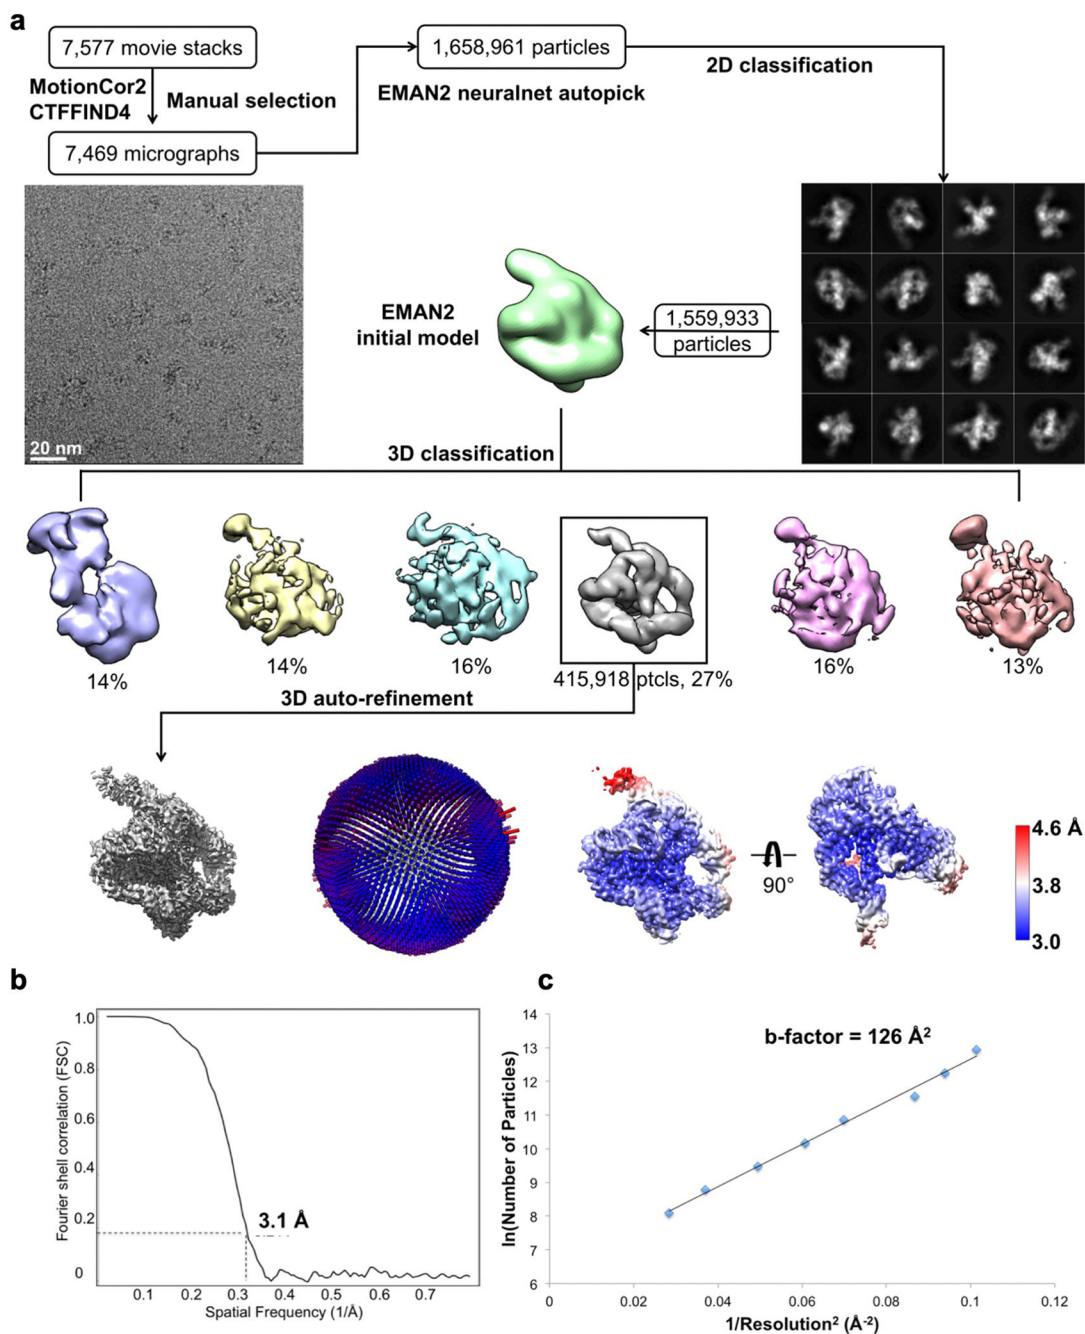 a
7,577 movie stacks
MotionCor2
CTFFIND4
Manual selection
7,469 micrographs
1,658,961 particles
EMAN2 neuralnet autopick
2D classification
20 nm
EMAN2
initial model
1,559,933
particles
3D classification
14%
14%
16%
415,918 ptcls, 27%
16%
13%
3D auto-refinement
90°
4.6 Å
3.8
3.0
b
Fourier shell correlation (FSC)
1.0
0.8
0.6
0.4
0.2
0
3.1 Å
0.1 0.2 0.3 0.4 0.5 0.6 0.7
Spatial Frequency (1/Å)
c
ln(Number of Particles)
14
13
12
11
10
9
8
7
6
b-factor = 126 Å²
0 0.02 0.04 0.06 0.08 0.1 0.12
1/Resolution² (Å⁻²)